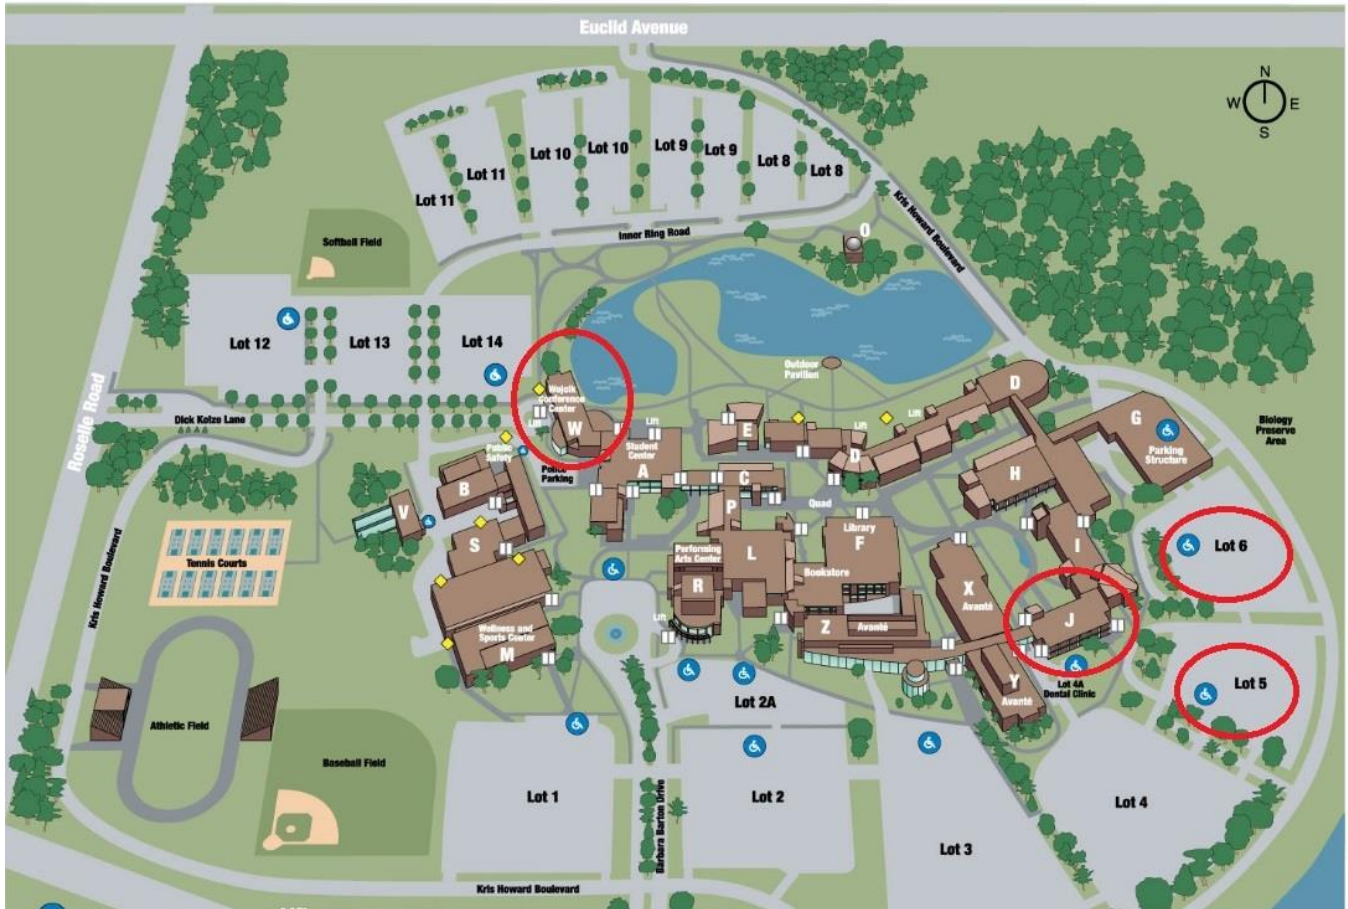 Euclid Avenue
N
W
E
S
Lot 10
Lot 10
Lot 9
Lot 9
Lot 8
Lot 8
Lot 11
Lot 11
Kris Howard Boulevard
Inner Ring Road
O
Softball Field
Lot 12
Lot 13
Lot 14
Outdoor
Pavilion
Roselle Road
Dick Kolze Lane
Wojcik
Conference
Center
W
Lift
Lift
Student
Center
A
E
Lift
Lift
D
D
G
Parking
Structure
Biology
Preserve
Area
Public
Safety
Police
Parking
B
V
S
C
P
Quad
H
Library
F
Bookstore
L
Performing
Arts Center
R
Lift
I
Lot 6
Tennis Courts
Kris Howard Boulevard
Wellness and
Sports Center
M
X
Avanté
J
Z
Avanté
Y
Avanté
Lot 4A
Dental Clinic
Lot 5
Athletic Field
Lot 2A
Baseball Field
Lot 1
Barbara Barton Drive
Lot 2
Lot 3
Lot 4
Kris Howard Boulevard